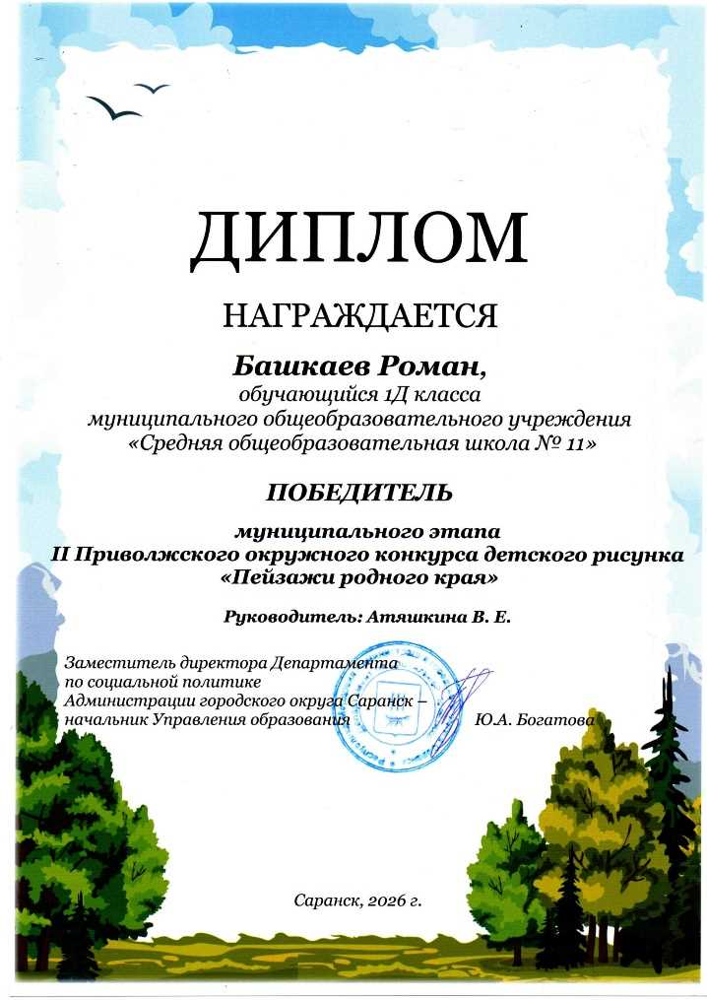 ДИПЛОМ
НАГРАЖДАЕТСЯ
Башкаев Роман,
обучающийся 1Д класса
муниципального общеобразовательного учреждения
«Средняя общеобразовательная школа № 11»
ПОБЕДИТЕЛЬ
муниципального этапа
II Приволжского окружного конкурса детского рисунка
«Пейзажи родного края»
Руководитель: Атяшкина В. Е.
Заместитель директора Департамента
по социальной политике
Администрации городского округа Саранск –
начальник Управления образования
Ю.А. Богатова
Саранск, 2026 г.